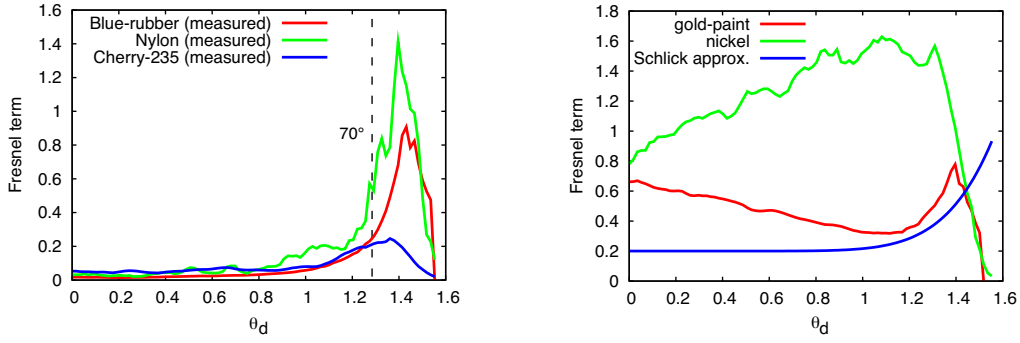 1.6
1.4
1.2
1
0.8
0.6
0.4
0.2
0
Fresnel term
Blue-rubber (measured)
Nylon (measured)
Cherry-235 (measured)
70°
0 0.2 0.4 0.6 0.8 1 1.2 1.4 1.6
θd
1.8
1.6
1.4
1.2
1
0.8
0.6
0.4
0.2
0
Fresnel term
gold-paint
nickel
Schlick approx.
0 0.2 0.4 0.6 0.8 1.0 1.2 1.4 1.6
θd